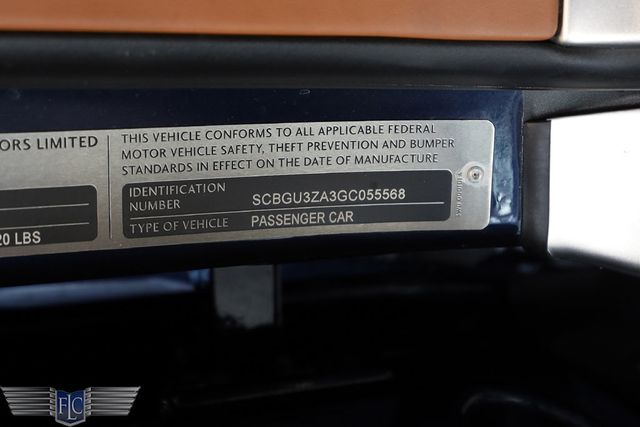 ORS LIMITED
20 LBS
THIS VEHICLE CONFORMS TO ALL APPLICABLE FEDERAL
MOTOR VEHICLE SAFETY, THEFT PREVENTION AND BUMPER
STANDARDS IN EFFECT ON THE DATE OF MANUFACTURE
IDENTIFICATION
NUMBER
SCBGU3ZA3GC055568
TYPE OF VEHICLE
PASSENGER CAR
FLC